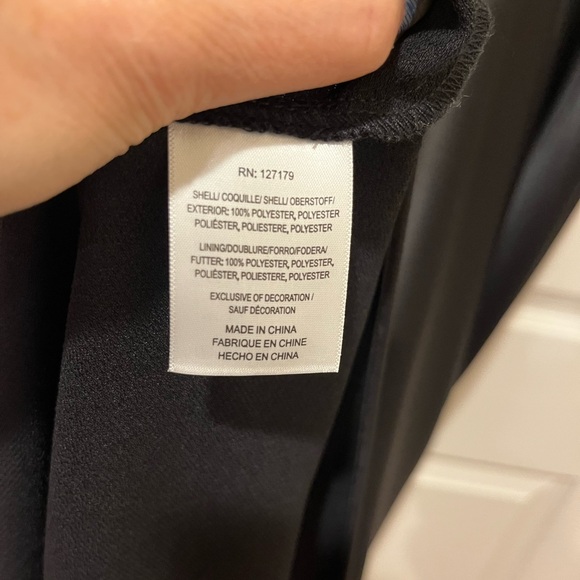 RN: 127179
SHELL/ COQUILLE/ SHELL/ OBERSTOFF/
EXTERIOR: 100% POLYESTER, POLYESTER
POLIÉSTER, POLIESTERE, POLYESTER
LINING/DOUBLURE/FORRO/FODERA/
FUTTER: 100% POLYESTER, POLYESTER,
POLIÉSTER, POLIESTERE, POLYESTER
EXCLUSIVE OF DECORATION /
SAUF DÉCORATION
MADE IN CHINA
FABRIQUE EN CHINE
HECHO EN CHINA